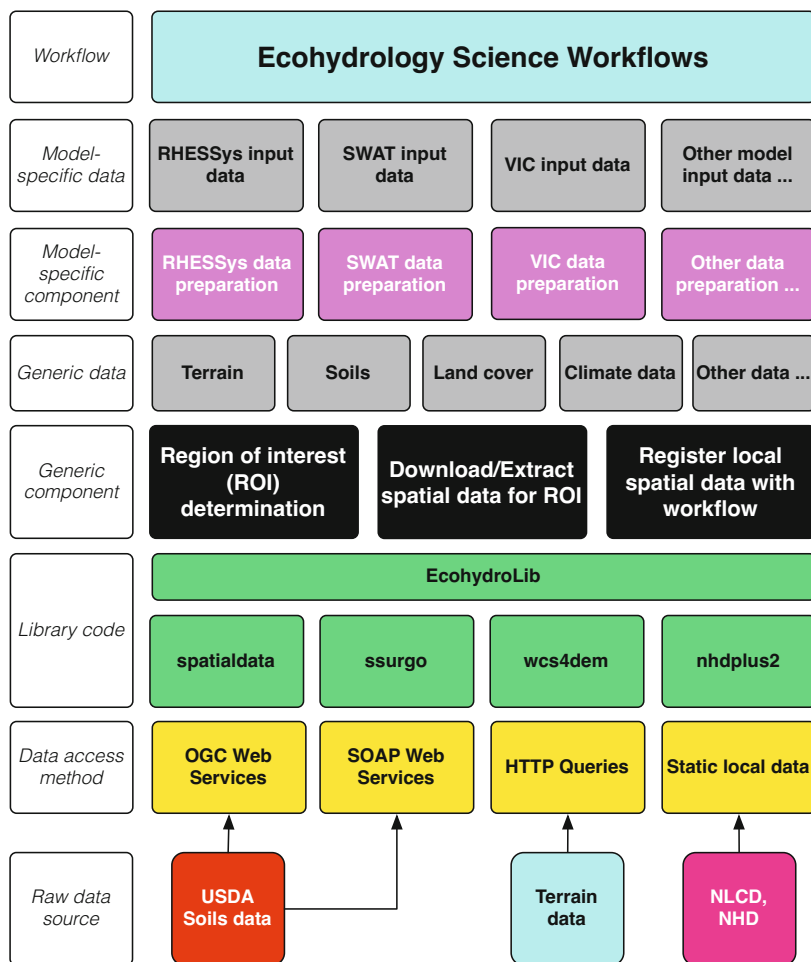 Workflow
Ecohydrology Science Workflows
Model-
specific data
RHESSys input
data
SWAT input
data
VIC input data
Other model
input data ...
Model-
specific
component
RHESSys data
preparation
SWAT data
preparation
VIC data
preparation
Other data
preparation ...
Generic data
Terrain
Soils
Land cover
Climate data
Other data ...
Generic
component
Region of interest
(ROI)
determination
Download/Extract
spatial data for ROI
Register local
spatial data with
workflow
Library code
EcohydroLib
spatialdata
ssurgo
wcs4dem
nhdplus2
Data access
method
OGC Web
Services
SOAP Web
Services
HTTP Queries
Static local data
Raw data
source
USDA
Soils data
Terrain
data
NLCD,
NHD